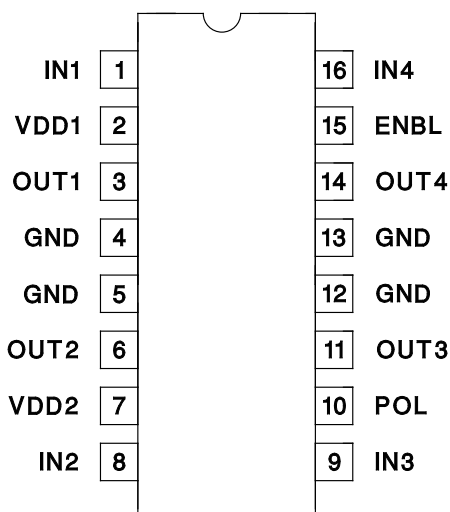 IN1 1 16 IN4
VDD1 2 15 ENBL
OUT1 3 14 OUT4
GND 4 13 GND
GND 5 12 GND
OUT2 6 11 OUT3
VDD2 7 10 POL
IN2 8 9 IN3